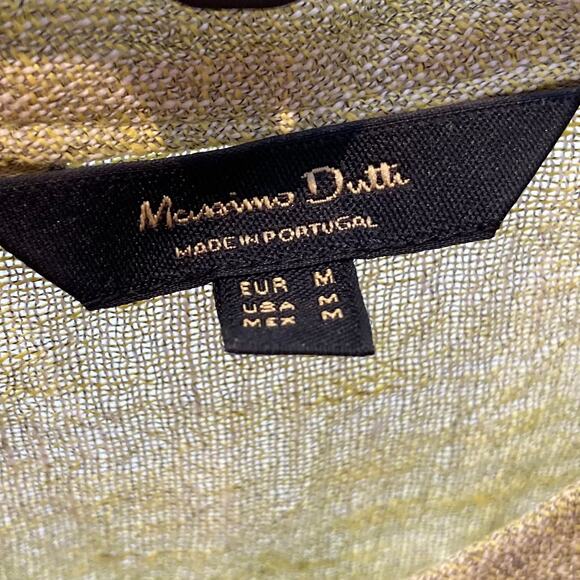 Massimo Dutti
MADE IN PORTUGAL
EUR M
USA M
MEX M